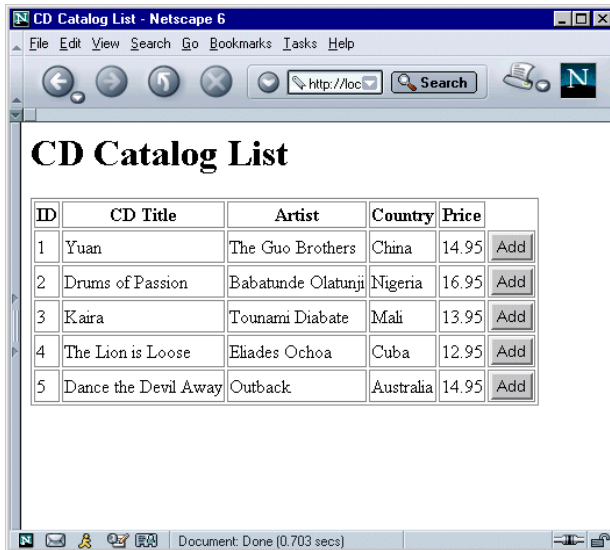 N CD Catalog List - Netscape 6
File Edit View Search Go Bookmarks Tasks Help
http://loc Search N
CD Catalog List
ID CD Title Artist Country Price
1 Yuan The Guo Brothers China 14.95 Add
2 Drums of Passion Babatunde Olatunji Nigeria 16.95 Add
3 Kaira Tounami Diabate Mali 13.95 Add
4 The Lion is Loose Eliades Ochoa Cuba 12.95 Add
5 Dance the Devil Away Outback Australia 14.95 Add
N Document: Done (0.703 secs)